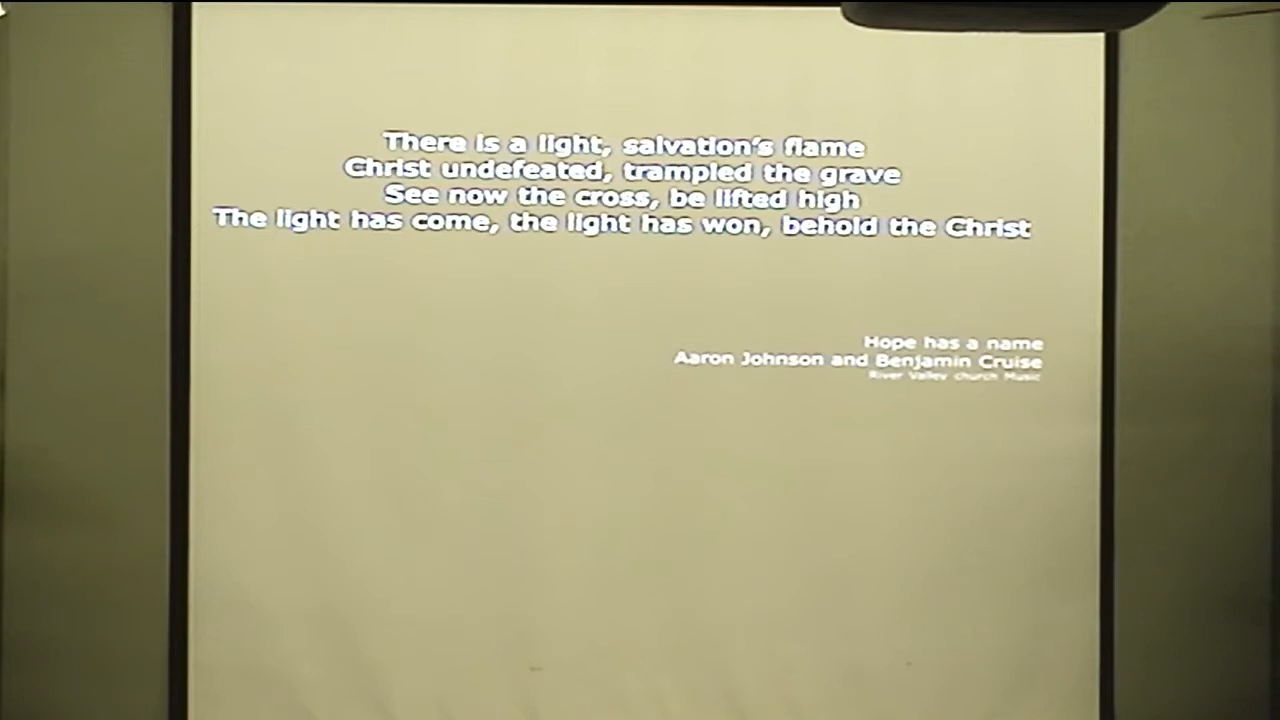 There is a light, salvation's flame
Christ undefeated, trampled the grave
See now the cross, be lifted high
The light has come, the light has won, behold the Christ
Hope has a name
Aaron Johnson and Benjamin Cruise
River Valley church Music